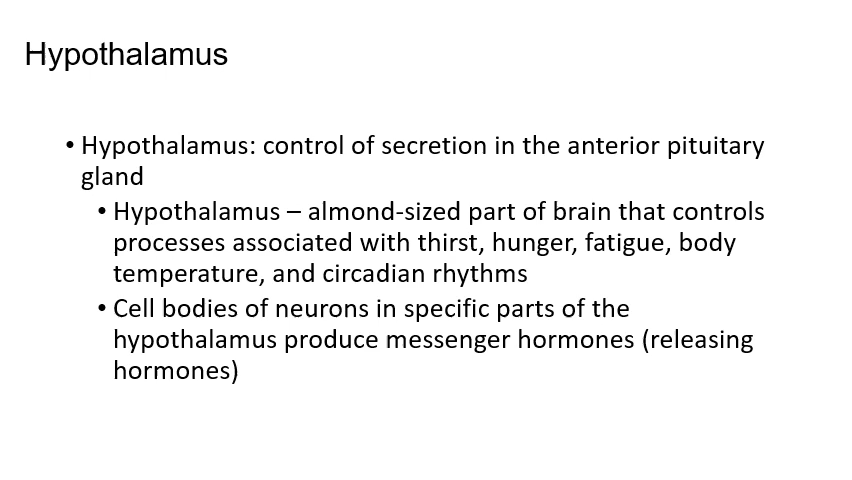 Hypothalamus
• Hypothalamus: control of secretion in the anterior pituitary
gland
• Hypothalamus – almond-sized part of brain that controls
processes associated with thirst, hunger, fatigue, body
temperature, and circadian rhythms
• Cell bodies of neurons in specific parts of the
hypothalamus produce messenger hormones (releasing
hormones)